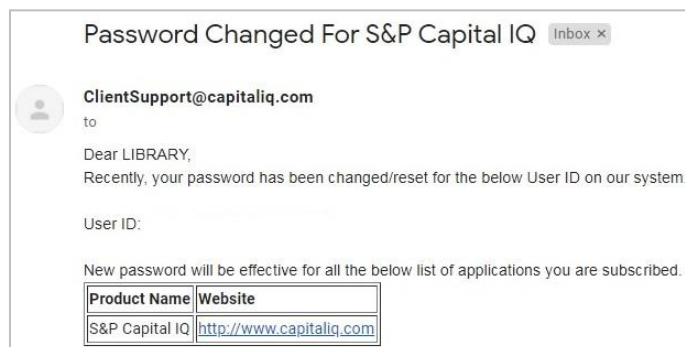 Password Changed For S&P Capital IQ Inbox ×
ClientSupport@capitaliq.com
to
Dear LIBRARY,
Recently, your password has been changed/reset for the below User ID on our system
User ID:
New password will be effective for all the below list of applications you are subscribed.
Product Name Website
S&P Capital IQ http://www.capitaliq.com